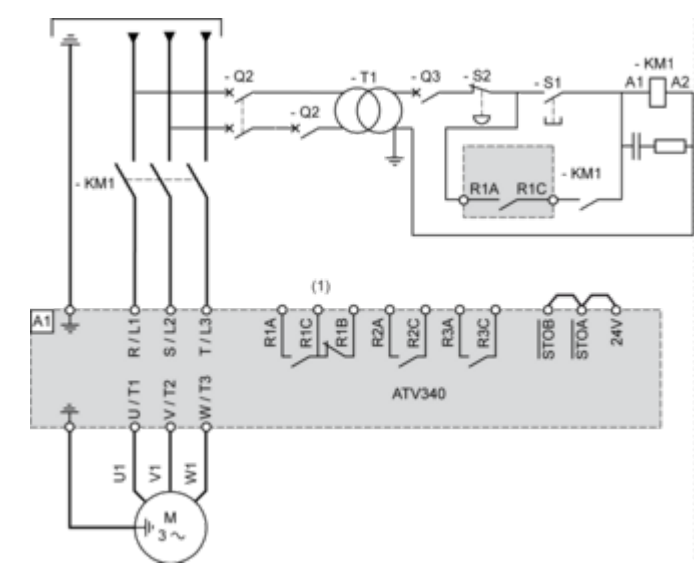 - Q2
- T1
- Q3
- S2
- S1
- KM1
A1 A2
- Q2
- KM1
R1A R1C
- KM1
(1)
A1
R / L1
S / L2
T / L3
R1A
R1C
R1B
R2A
R2C
R3A
R3C
STOB
STOA
24V
ATV340
U / T1
V / T2
W / T3
U1
V1
W1
M
3 ~